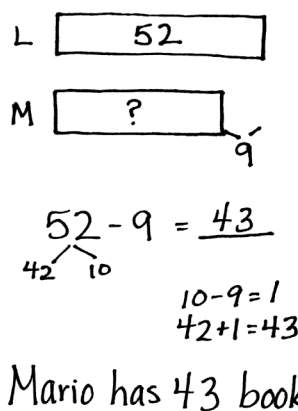 L 52
M ?
9
52 - 9 = 43
42 10
10 - 9 = 1
42 + 1 = 43
Mario has 43 book